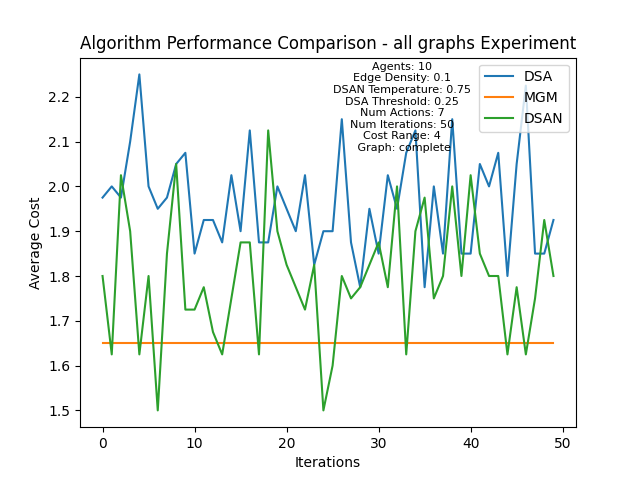 Algorithm Performance Comparison - all graphs Experiment
Agents: 10
Edge Density: 0.1
DSAN Temperature: 0.75
DSA Threshold: 0.25
Num Actions: 7
Num Iterations: 50
Cost Range: 4
Graph: complete
DSA
MGM
DSAN
Average Cost
2.2
2.1
2.0
1.9
1.8
1.7
1.6
1.5
0
10
20
30
40
50
Iterations